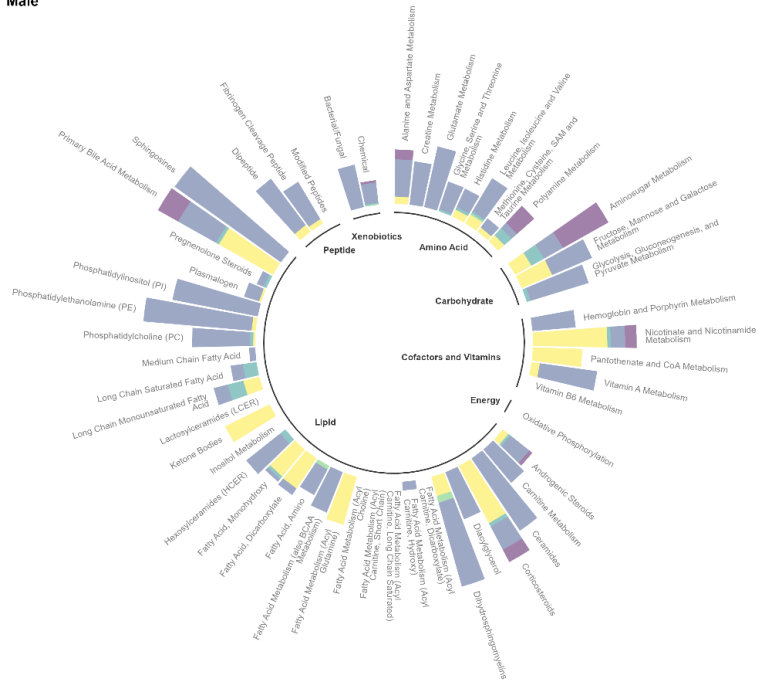 Male
Alanine and Aspartate Metabolism
Creatine Metabolism
Glutamate Metabolism
Glycine, Serine and Threonine
Metabolism
Histidine Metabolism
Leucine, Isoleucine and Valine
Metabolism
Methionine, Cysteine, SAM and
Taurine Metabolism
Polyamine Metabolism
Aminosugar Metabolism
Fructose, Mannose and Galactose
Metabolism
Glycolysis, Gluconeogenesis, and
Pyruvate Metabolism
Hemoglobin and Porphyrin Metabolism
Nicotinate and Nicotinamide
Metabolism
Pantothenate and CoA Metabolism
Vitamin A Metabolism
Vitamin B6 Metabolism
Oxidative Phosphorylation
Androgenic Steroids
Carnitine Metabolism
Ceramides
Corticosteroids
Diacylglycerol
Dihydrosphingomyelins
Fatty Acid Metabolism (Acyl
Carnitine, Dicarboxylate)
Fatty Acid Metabolism (Acyl
Carnitine, Hydroxy)
Fatty Acid Metabolism (Acyl
Carnitine, Long Chain Saturated)
Fatty Acid Metabolism (Acyl
Carnitine, Short Chain)
Fatty Acid Metabolism (Acyl
Choline)
Fatty Acid Metabolism (Acyl
Glutamine)
Fatty Acid Metabolism (also BCAA
Metabolism)
Fatty Acid, Amino
Fatty Acid, Dicarboxylate
Fatty Acid, Monohydroxy
Hexosylceramides (HCER)
Inositol Metabolism
Ketone Bodies
Lactosylceramides (LCER)
Long Chain Monounsaturated Fatty
Acid
Long Chain Saturated Fatty Acid
Medium Chain Fatty Acid
Phosphatidylcholine (PC)
Phosphatidylethanolamine (PE)
Phosphatidylinositol (PI)
Plasmalogen
Pregnenolone Steroids
Primary Bile Acid Metabolism
Sphingosines
Dipeptide
Fibrinogen Cleavage Peptide
Modified Peptides
Bacterial/Fungal
Chemical
Xenobiotics
Peptide
Amino Acid
Carbohydrate
Cofactors and Vitamins
Energy
Lipid